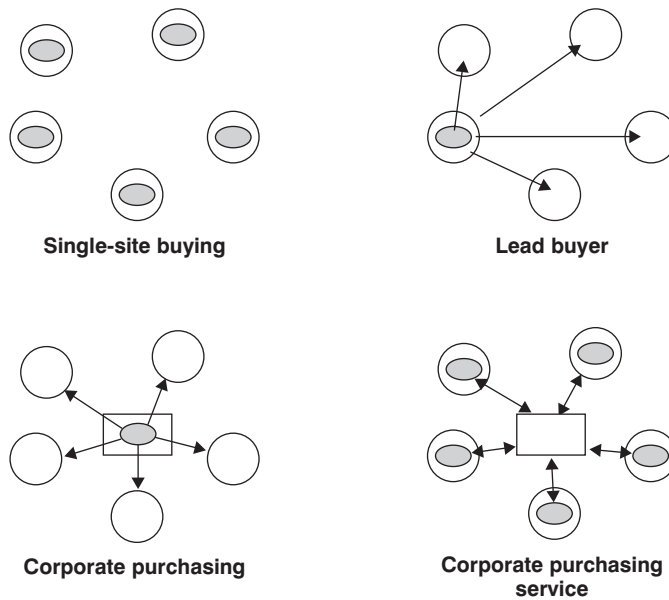 Single-site buying
Lead buyer
Corporate purchasing
Corporate purchasing
service